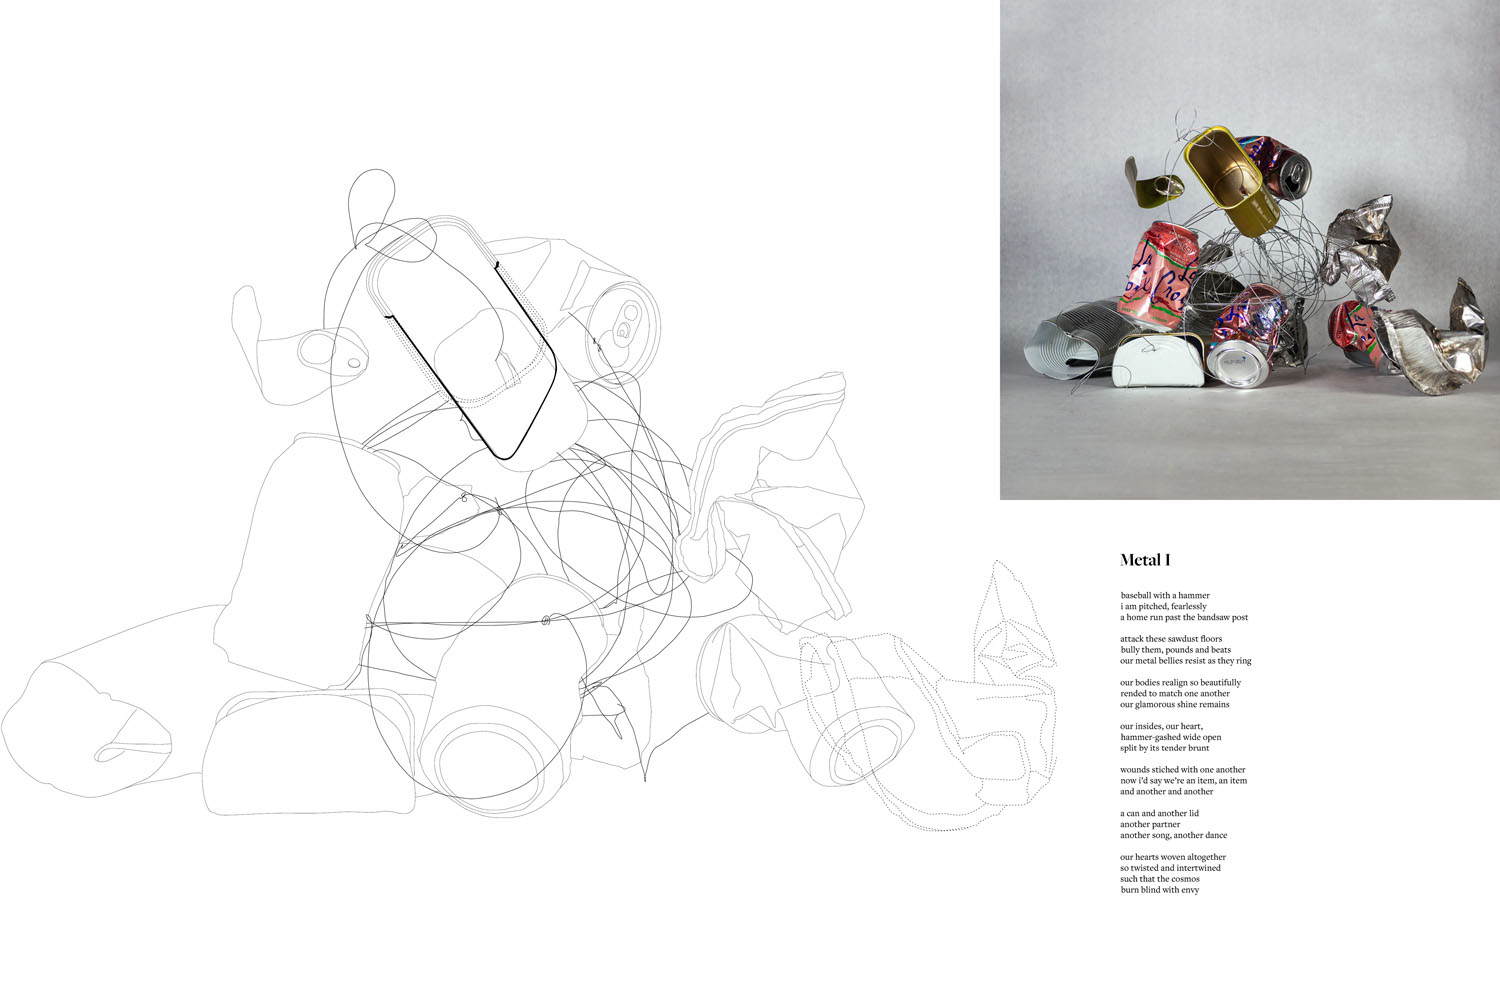 La
Croix
La
Metal I
baseball with a hammer
i am pitched, fearlessly
a home run past the bandsaw post
attack these sawdust floors
bully them, pounds and beats
our metal bellies resist as they ring
our bodies realign so beautifully
rended to match one another
our glamorous shine remains
our insides, our heart,
hammer-gashed wide open
split by its tender brunt
wounds stiched with one another
now i’d say we’re an item, an item
and another and another
a can and another lid
another partner
another song, another dance
our hearts woven altogether
so twisted and intertwined
such that the cosmos
burn blind with envy